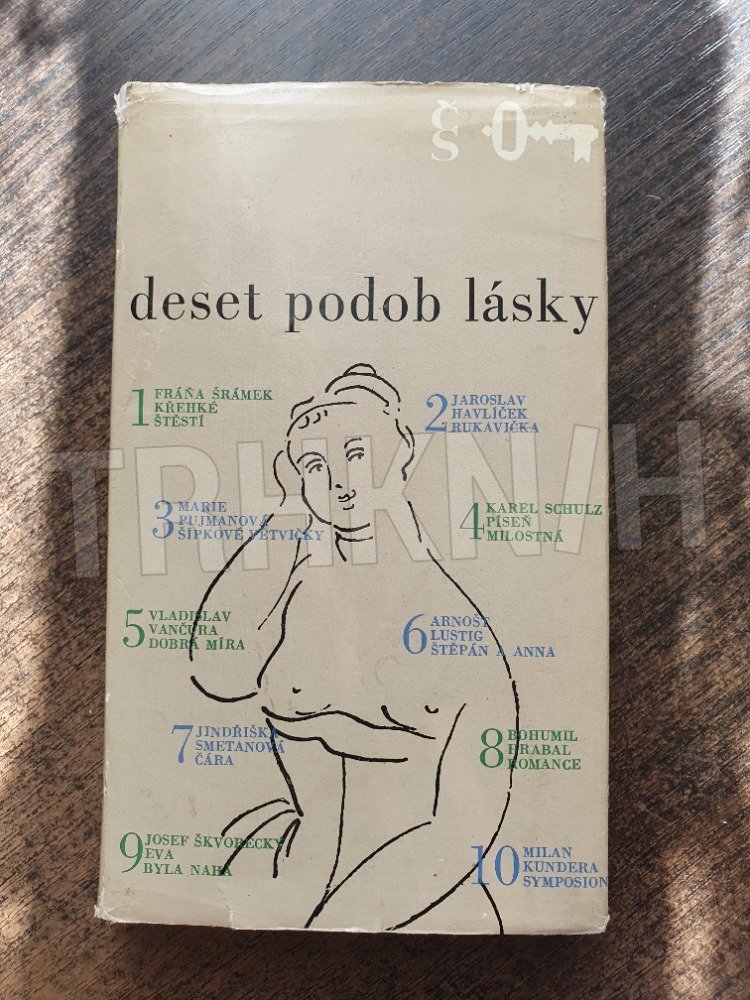 Š
deset podob lásky
1 FRÁŇA ŠRÁMEK
KŘEHKÉ
ŠTĚSTÍ
2 JAROSLAV
HAVLÍČEK
RUKAVIČKA
3 MARIE
PUJMANOVÁ
ŠÍPKOVÉ VĚTVIČKY
4 KAREL SCHULZ
PÍSEŇ
MILOSTNÁ
TRHKNIH
5 VLADISLAV
VANČURA
DOBRÁ MÍRA
6 ARNOŠT
LUSTIG
ŠTĚPÁN A ANNA
7 JINDŘIŠKA
SMETANOVÁ
ČÁRA
8 BOHUMIL
HRABAL
ROMANCE
9 JOSEF ŠKVORECKÝ
EVA
BYLA NAHÁ
10 MILAN
KUNDERA
SYMPOSION